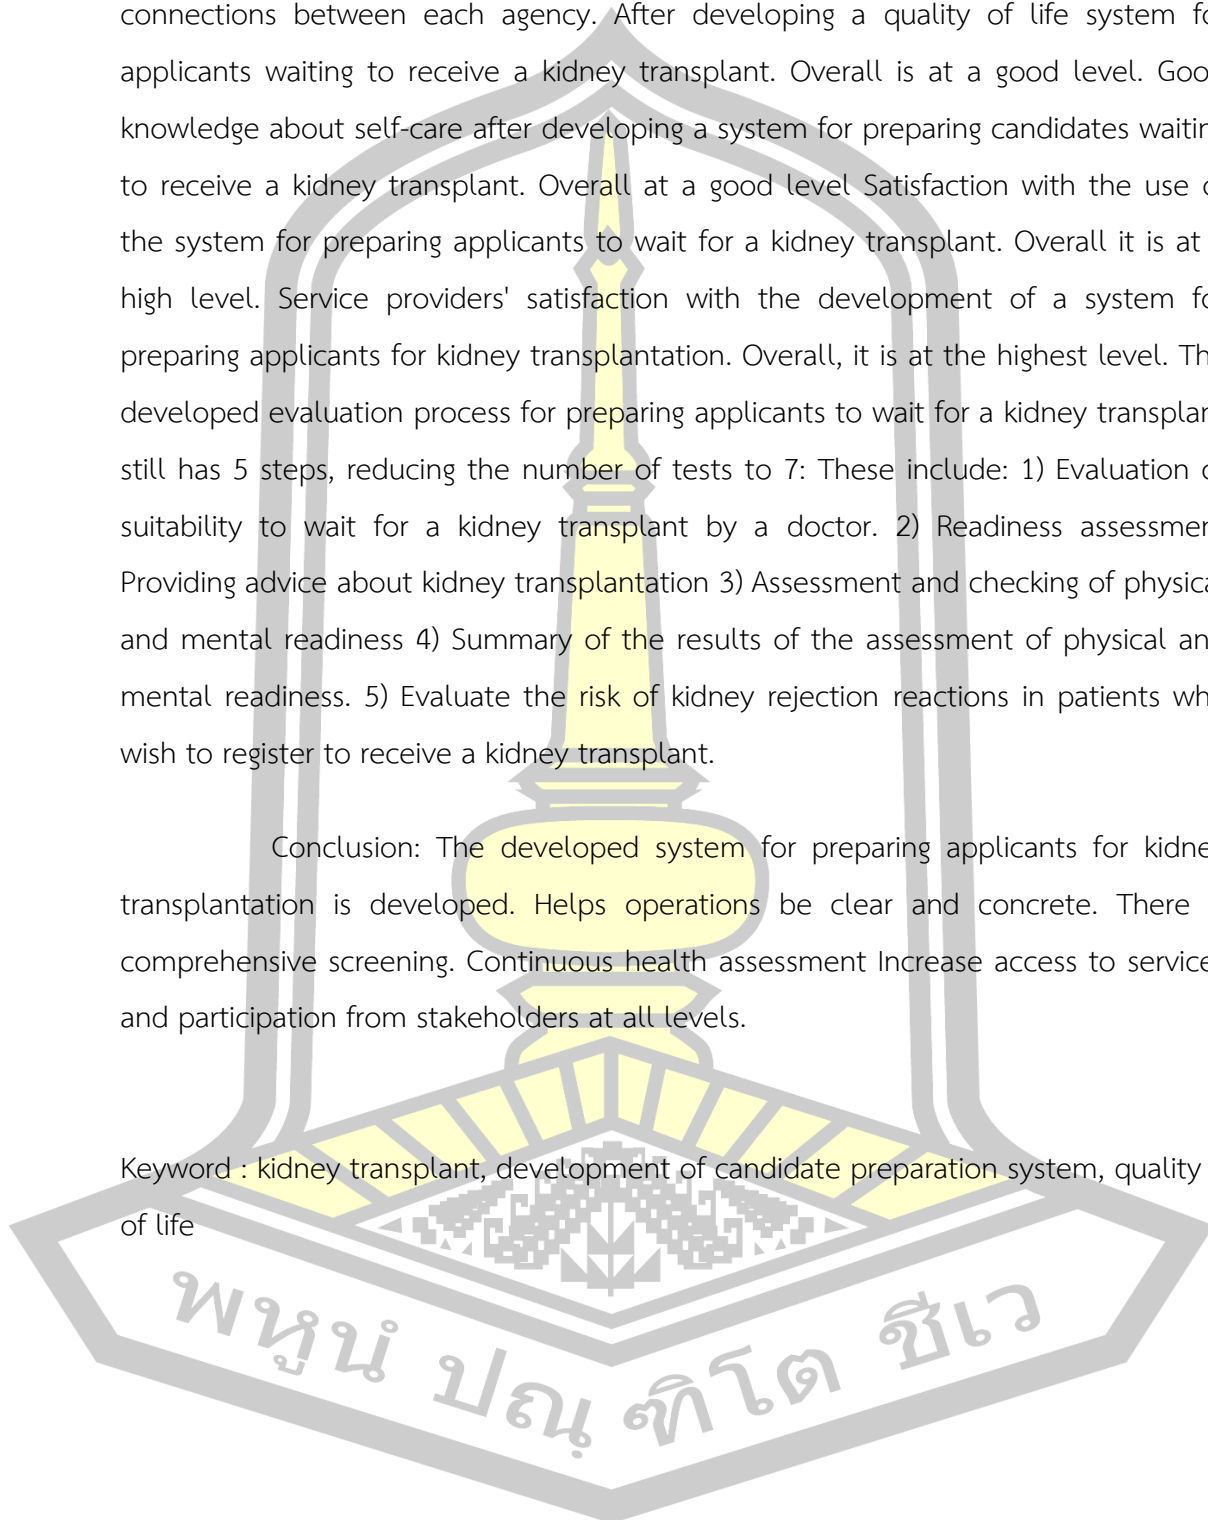 connections between each agency. After developing a quality of life system fo
applicants waiting to receive a kidney transplant. Overall is at a good level. Goo
knowledge about self-care after developing a system for preparing candidates waitin
to receive a kidney transplant. Overall at a good level Satisfaction with the use o
the system for preparing applicants to wait for a kidney transplant. Overall it is at
high level. Service providers' satisfaction with the development of a system fo
preparing applicants for kidney transplantation. Overall, it is at the highest level. Th
developed evaluation process for preparing applicants to wait for a kidney transplan
still has 5 steps, reducing the number of tests to 7: These include: 1) Evaluation o
suitability to wait for a kidney transplant by a doctor. 2) Readiness assessmen
Providing advice about kidney transplantation 3) Assessment and checking of physica
and mental readiness 4) Summary of the results of the assessment of physical an
mental readiness. 5) Evaluate the risk of kidney rejection reactions in patients wh
wish to register to receive a kidney transplant.
Conclusion: The developed system for preparing applicants for kidne
transplantation is developed. Helps operations be clear and concrete. There
comprehensive screening. Continuous health assessment Increase access to service
and participation from stakeholders at all levels.
Keyword : kidney transplant, development of candidate preparation system, quality
of life
พหูนํ ปณฺฑิโต ชีเว